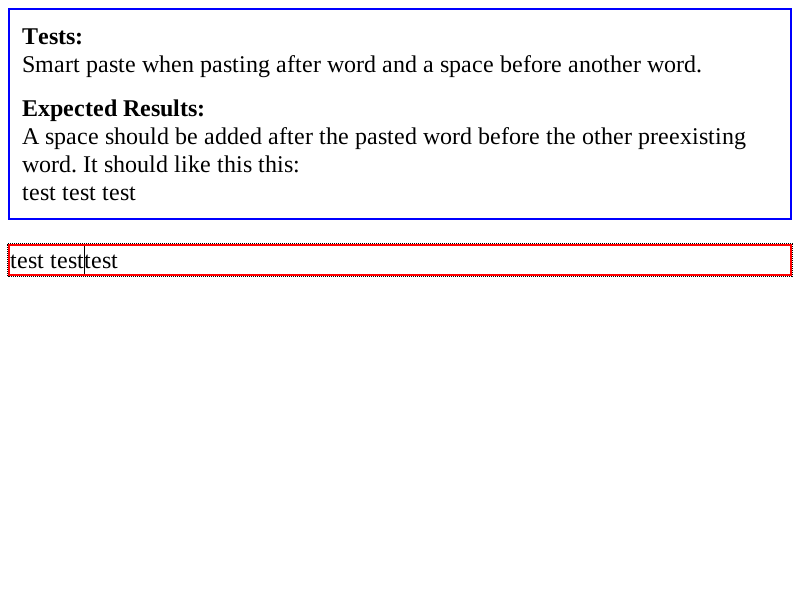 Tests:
Smart paste when pasting after word and a space before another word.
Expected Results:
A space should be added after the pasted word before the other preexisting
word. It should like this this:
test test test
test testtest